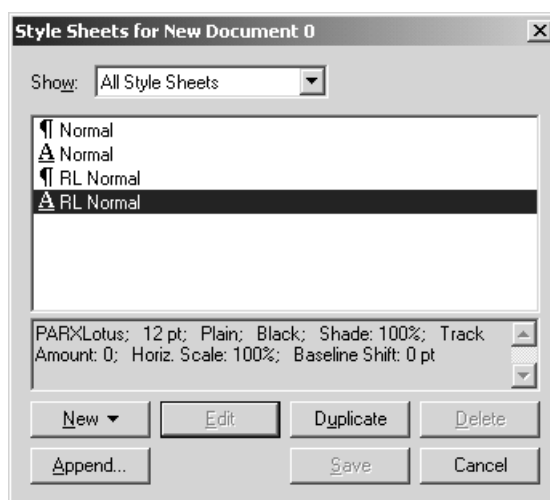 Style Sheets for New Document 0
Show: All Style Sheets
¶ Normal
A Normal
¶ RL Normal
A RL Normal
PARXLotus; 12 pt; Plain; Black; Shade: 100%; Track
Amount: 0; Horiz. Scale: 100%; Baseline Shift: 0 pt
New Edit Duplicate Delete
Append... Save Cancel